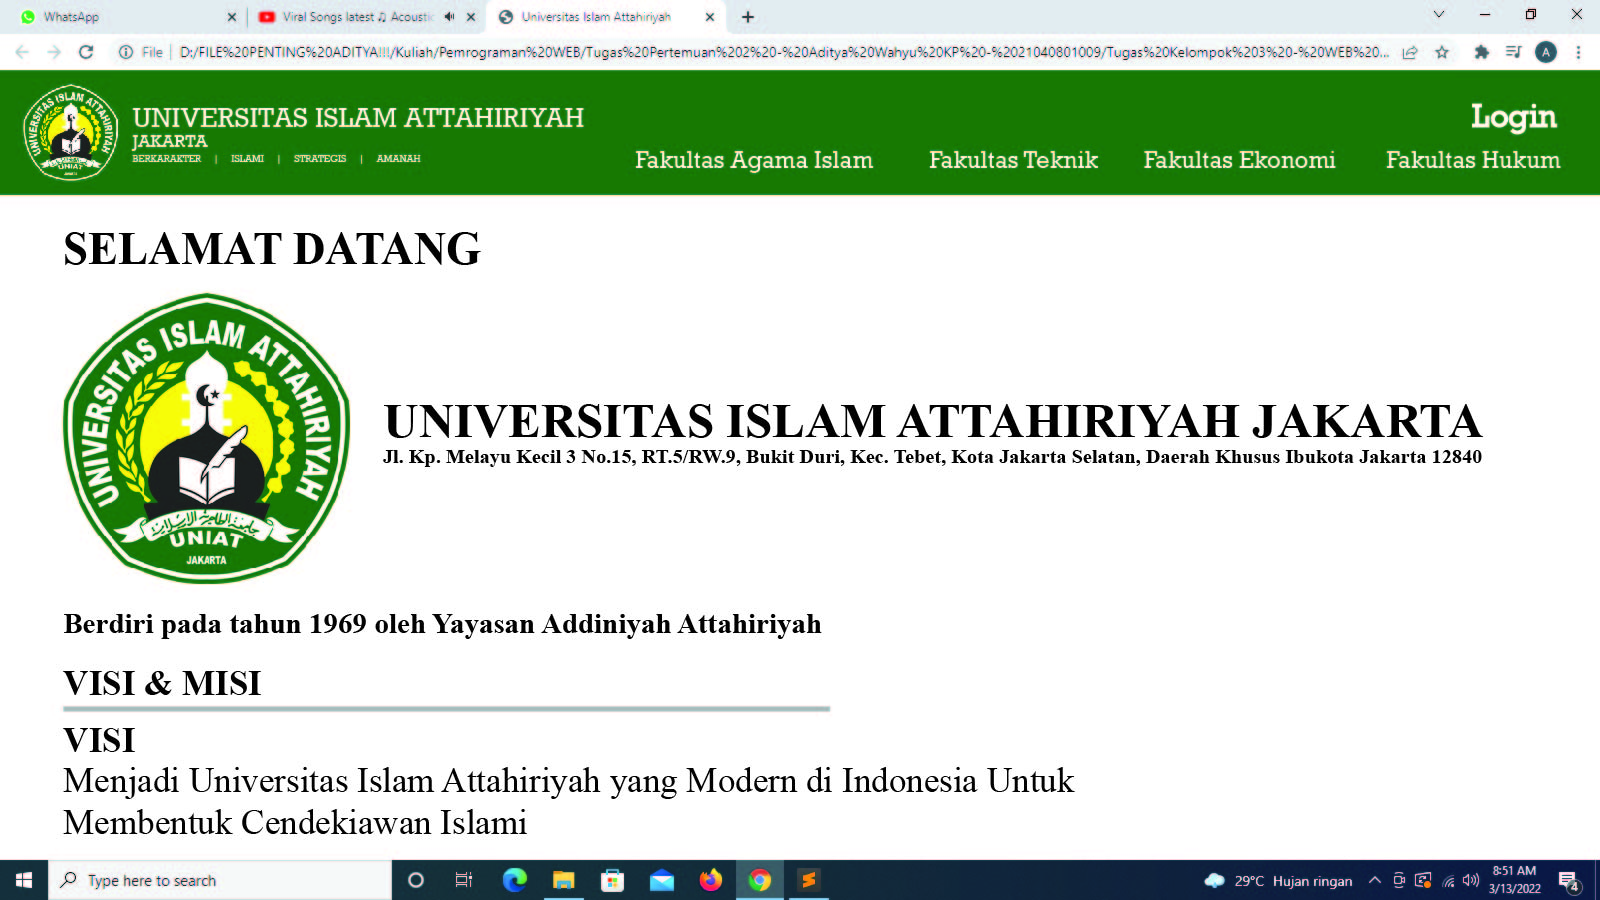 WhatsApp
Viral Songs latest ♫ Acoustic
Universitas Islam Attahiriyah
File
D:/FILE%20PENTING%20ADITYA!!!/Kuliah/Pemrograman%20WEB/Tugas%20Pertemuan%202%20-%20Aditya%20Wahyu%20KP%20-%2021040801009/Tugas%20Kelompok%203%20-%20WEB%20...
A
UNIVERSITAS ISLAM ATTAHIRIYAH
UNIAT
JAKARTA
UNIVERSITAS ISLAM ATTAHIRIYAH
JAKARTA
BERKARAKTER | ISLAMI | STRATEGIS | AMANAH
Login
Fakultas Agama Islam Fakultas Teknik Fakultas Ekonomi Fakultas Hukum
SELAMAT DATANG
UNIVERSITAS ISLAM ATTAHIRIYAH
UNIAT
JAKARTA
UNIVERSITAS ISLAM ATTAHIRIYAH JAKARTA
Jl. Kp. Melayu Kecil 3 No.15, RT.5/RW.9, Bukit Duri, Kec. Tebet, Kota Jakarta Selatan, Daerah Khusus Ibukota Jakarta 12840
Berdiri pada tahun 1969 oleh Yayasan Addiniyah Attahiriyah
VISI & MISI
VISI
Menjadi Universitas Islam Attahiriyah yang Modern di Indonesia Untuk
Membentuk Cendekiawan Islami
Type here to search
29°C Hujan ringan
8:51 AM
3/13/2022
4